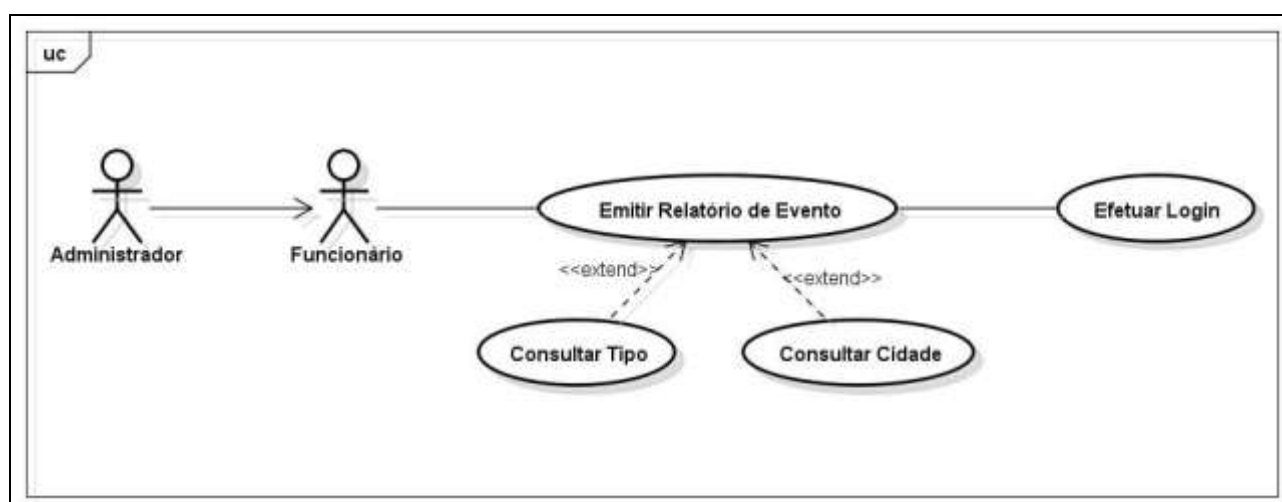 uc
Emitir Relatório de Evento
Efetuar Login
Administrador
Funcionário
<<extend>>
<<extend>>
Consultar Tipo
Consultar Cidade